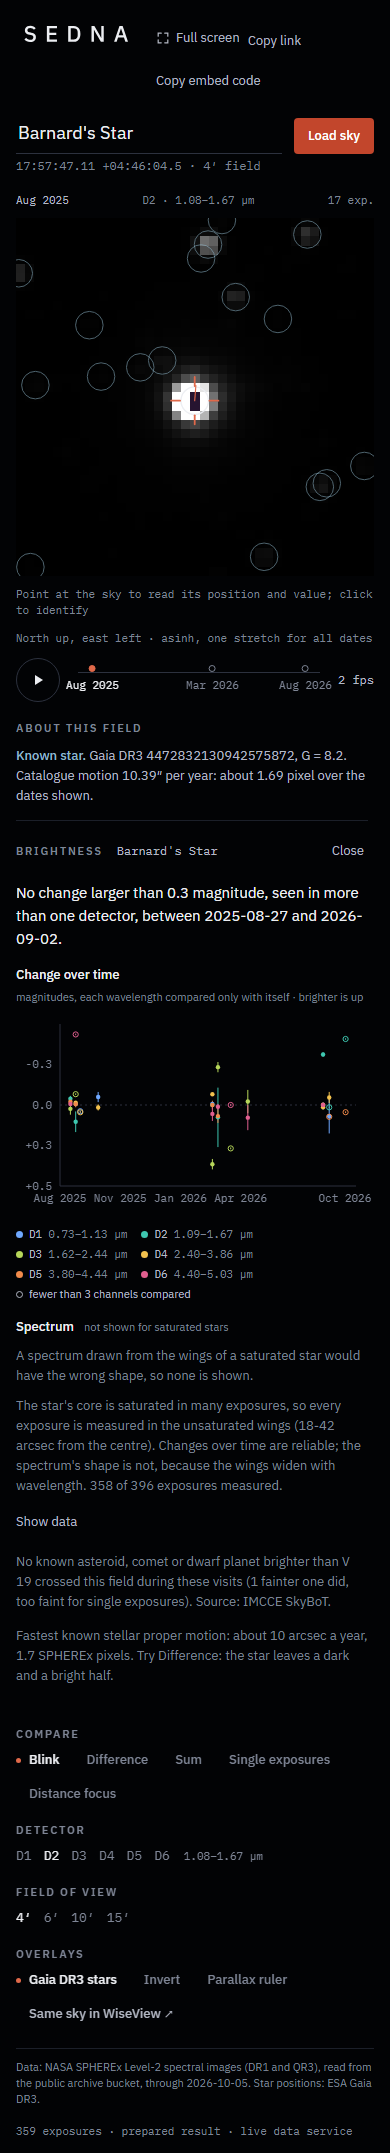 SEDNA
Full screen
Copy link
Copy embed code
Barnard's Star
Load sky
17:57:47.11 +04:46:04.5 · 4′ field
Aug 2025
D2 · 1.08–1.67 µm
17 exp.
Point at the sky to read its position and value; click
to identify
North up, east left · asinh, one stretch for all dates
Aug 2025
Mar 2026
Aug 2026
2 fps
ABOUT THIS FIELD
Known star. Gaia DR3 4472832130942575872, G = 8.2.
Catalogue motion 10.39″ per year: about 1.69 pixel over the
dates shown.
BRIGHTNESS Barnard's Star
Close
No change larger than 0.3 magnitude, seen in more
than one detector, between 2025-08-27 and 2026-
09-02.
Change over time
magnitudes, each wavelength compared only with itself · brighter is up
-0.3
0.0
+0.3
+0.5
Aug 2025 Nov 2025 Jan 2026 Apr 2026 Oct 2026
D1 0.73–1.13 µm D2 1.09–1.67 µm
D3 1.62–2.44 µm D4 2.40–3.86 µm
D5 3.80–4.44 µm D6 4.40–5.03 µm
fewer than 3 channels compared
Spectrum not shown for saturated stars
A spectrum drawn from the wings of a saturated star would
have the wrong shape, so none is shown.
The star's core is saturated in many exposures, so every
exposure is measured in the unsaturated wings (18-42
arcsec from the centre). Changes over time are reliable; the
spectrum's shape is not, because the wings widen with
wavelength. 358 of 396 exposures measured.
Show data
No known asteroid, comet or dwarf planet brighter than V
19 crossed this field during these visits (1 fainter one did,
too faint for single exposures). Source: IMCCE SkyBoT.
Fastest known stellar proper motion: about 10 arcsec a year,
1.7 SPHEREx pixels. Try Difference: the star leaves a dark
and a bright half.
COMPARE
Blink Difference Sum Single exposures
Distance focus
DETECTOR
D1 D2 D3 D4 D5 D6 1.08–1.67 µm
FIELD OF VIEW
4′ 6′ 10′ 15′
OVERLAYS
Gaia DR3 stars Invert Parallax ruler
Same sky in WiseView ↗
Data: NASA SPHEREx Level-2 spectral images (DR1 and QR3), read from
the public archive bucket, through 2026-10-05. Star positions: ESA Gaia
DR3.
359 exposures · prepared result · live data service